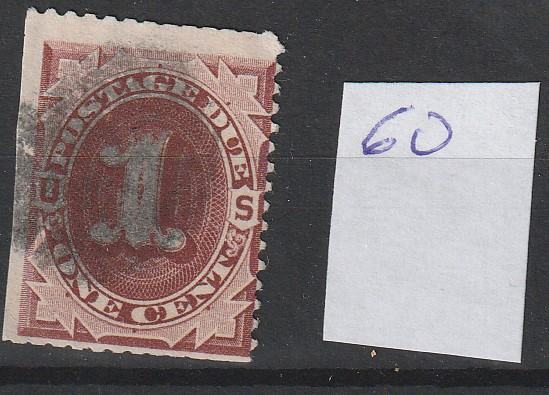 POSTAGE DUE
U
S
1
ONE CENT
60